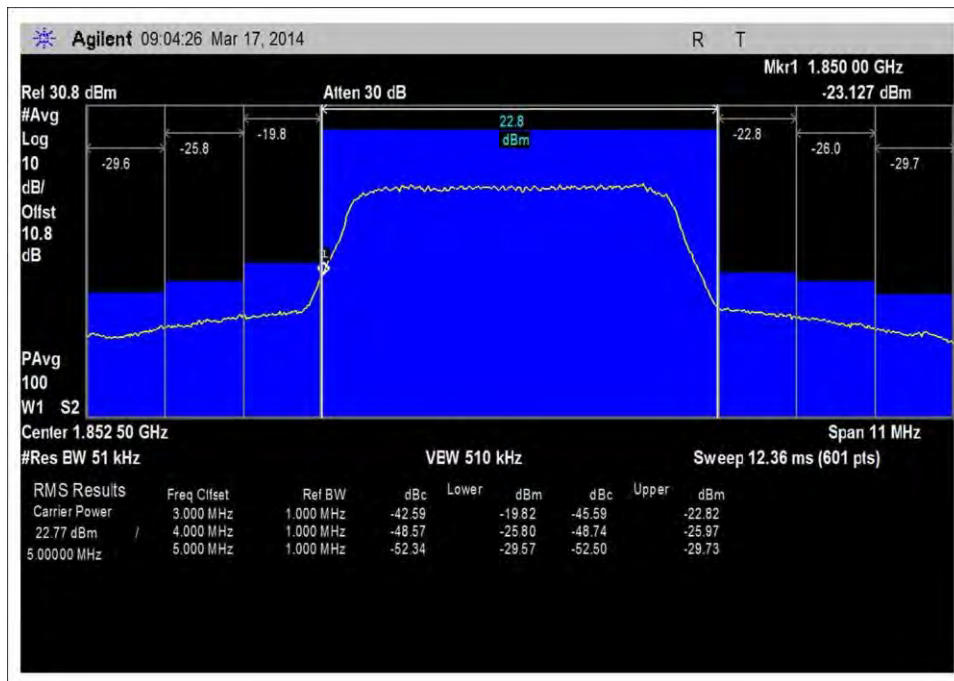 Agilent 09:04:26 Mar 17, 2014 R T
Mkr1 1.850 00 GHz
Ref 30.8 dBm Atten 30 dB -23.127 dBm
#Avg
Log
10
dB/
Offst
10.8
dB
-29.6 -25.8 -19.8 22.8 dBm -22.8 -26.0 -29.7
1
PAvg
100
W1 S2
Center 1.852 50 GHz Span 11 MHz
#Res BW 51 kHz VBW 510 kHz Sweep 12.36 ms (601 pts)
RMS Results Freq Offset Ref BW dBc Lower dBm dBc Upper dBm
Carrier Power 3.000 MHz 1.000 MHz -42.59 -19.82 -45.59 -22.82
22.77 dBm / 4.000 MHz 1.000 MHz -48.57 -25.80 -48.74 -25.97
5.00000 MHz 5.000 MHz 1.000 MHz -52.34 -29.57 -52.50 -29.73